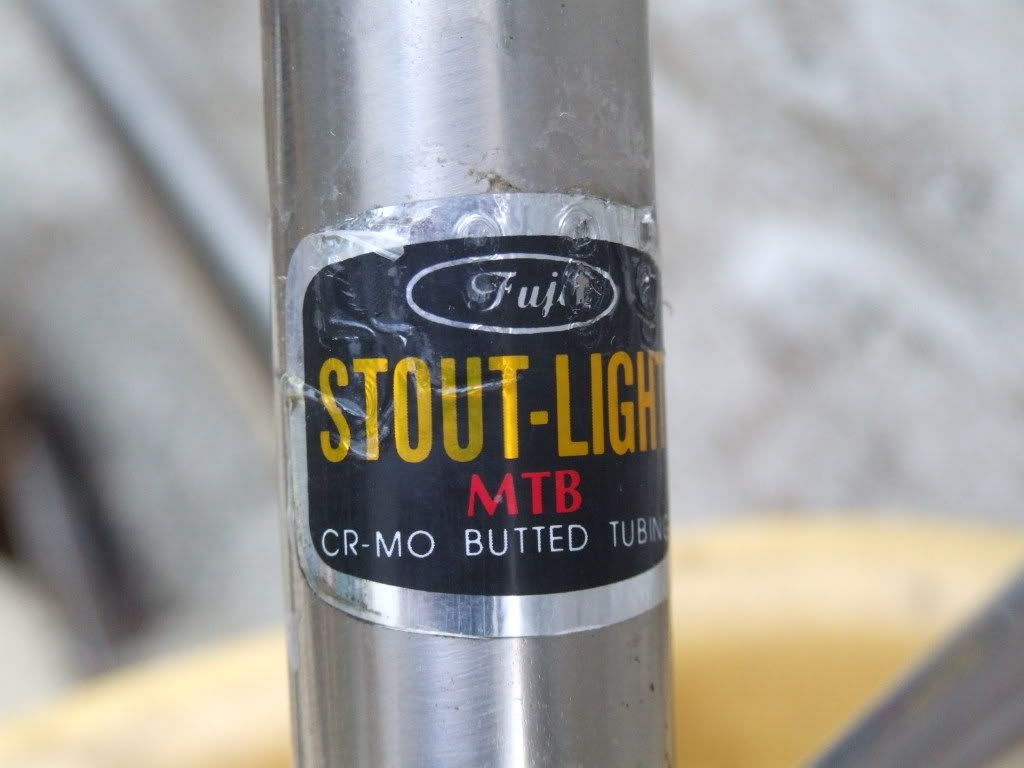 Fuji
STOUT-LIGHT
MTB
CR-MO BUTTED TUBING